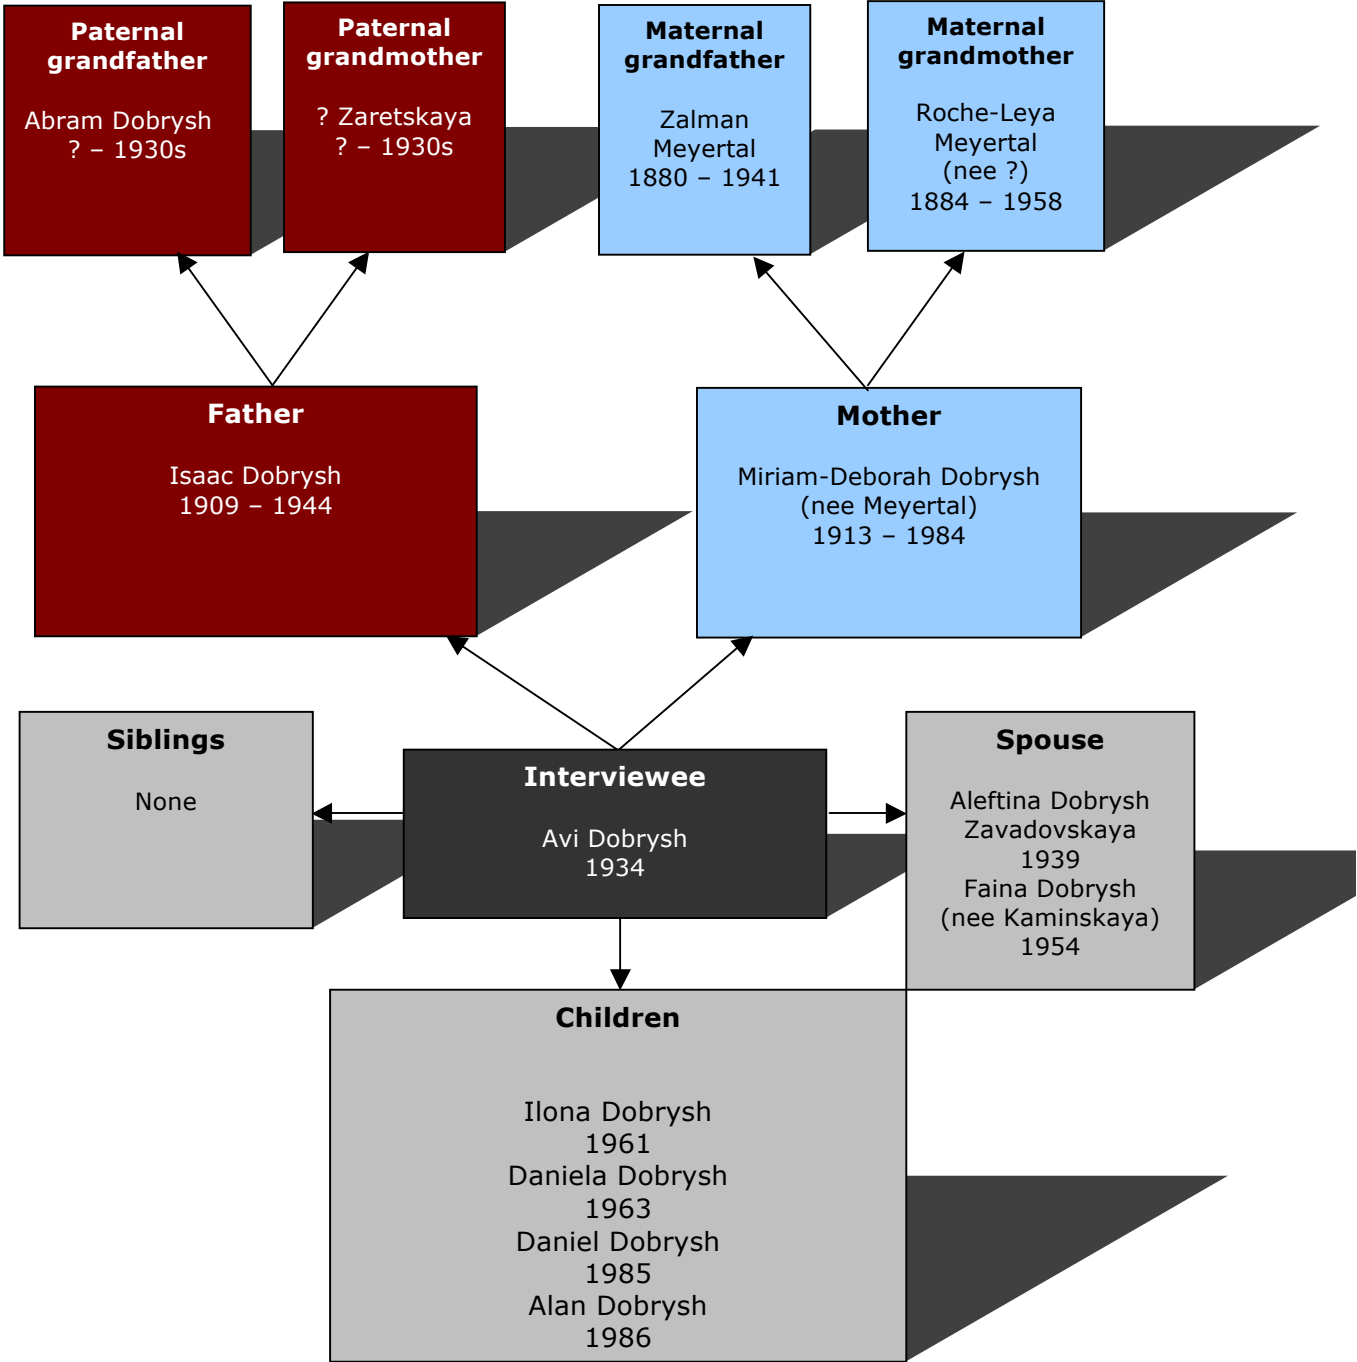 Paternal
grandfather
Abram Dobrysh
? – 1930s
Paternal
grandmother
? Zaretskaya
? – 1930s
Maternal
grandfather
Zalman
Meyertal
1880 – 1941
Maternal
grandmother
Roche-Leya
Meyertal
(nee ?)
1884 – 1958
Father
Isaac Dobrysh
1909 – 1944
Mother
Miriam-Deborah Dobrysh
(nee Meyertal)
1913 – 1984
Siblings
None
Interviewee
Avi Dobrysh
1934
Spouse
Aleftina Dobrysh
Zavadovskaya
1939
Faina Dobrysh
(nee Kaminskaya)
1954
Children
Ilona Dobrysh
1961
Daniela Dobrysh
1963
Daniel Dobrysh
1985
Alan Dobrysh
1986